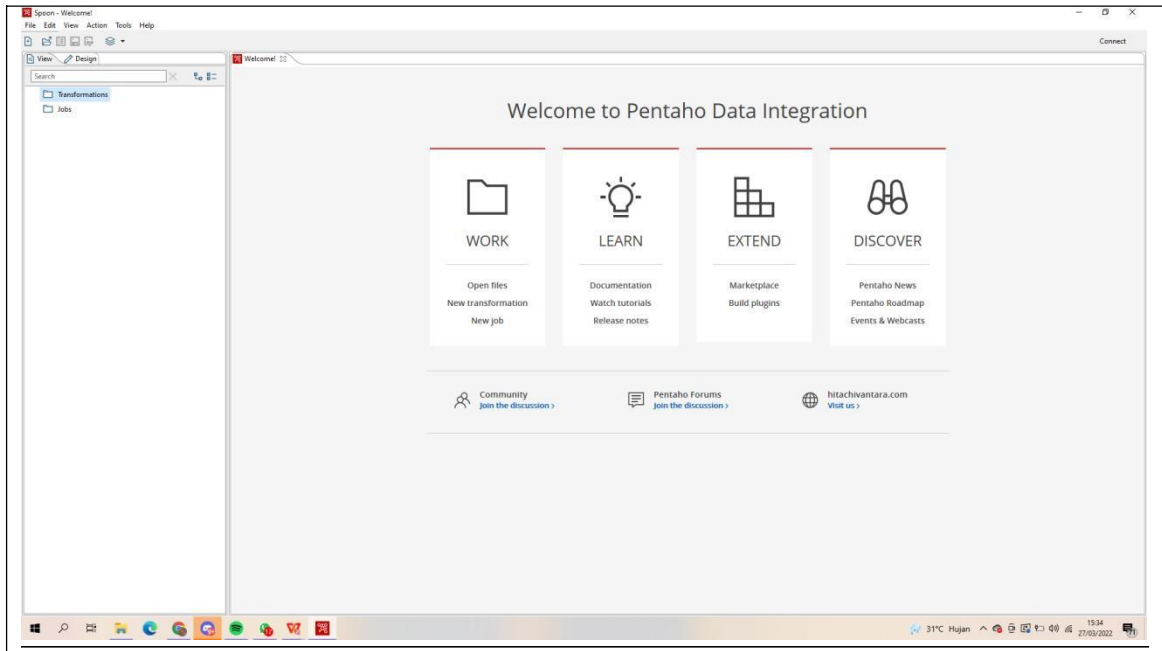 Spoon - Welcome!
File Edit View Action Tools Help
Connect
View Design
Welcome!
Search
Transformations
Jobs
Welcome to Pentaho Data Integration
WORK
Open files
New transformation
New job
LEARN
Documentation
Watch tutorials
Release notes
EXTEND
Marketplace
Build plugins
DISCOVER
Pentaho News
Pentaho Roadmap
Events & Webcasts
Community
Join the discussion >
Pentaho Forums
Join the discussion >
hitachivantara.com
Visit us >
31°C Hujan
15:34
27/03/2022